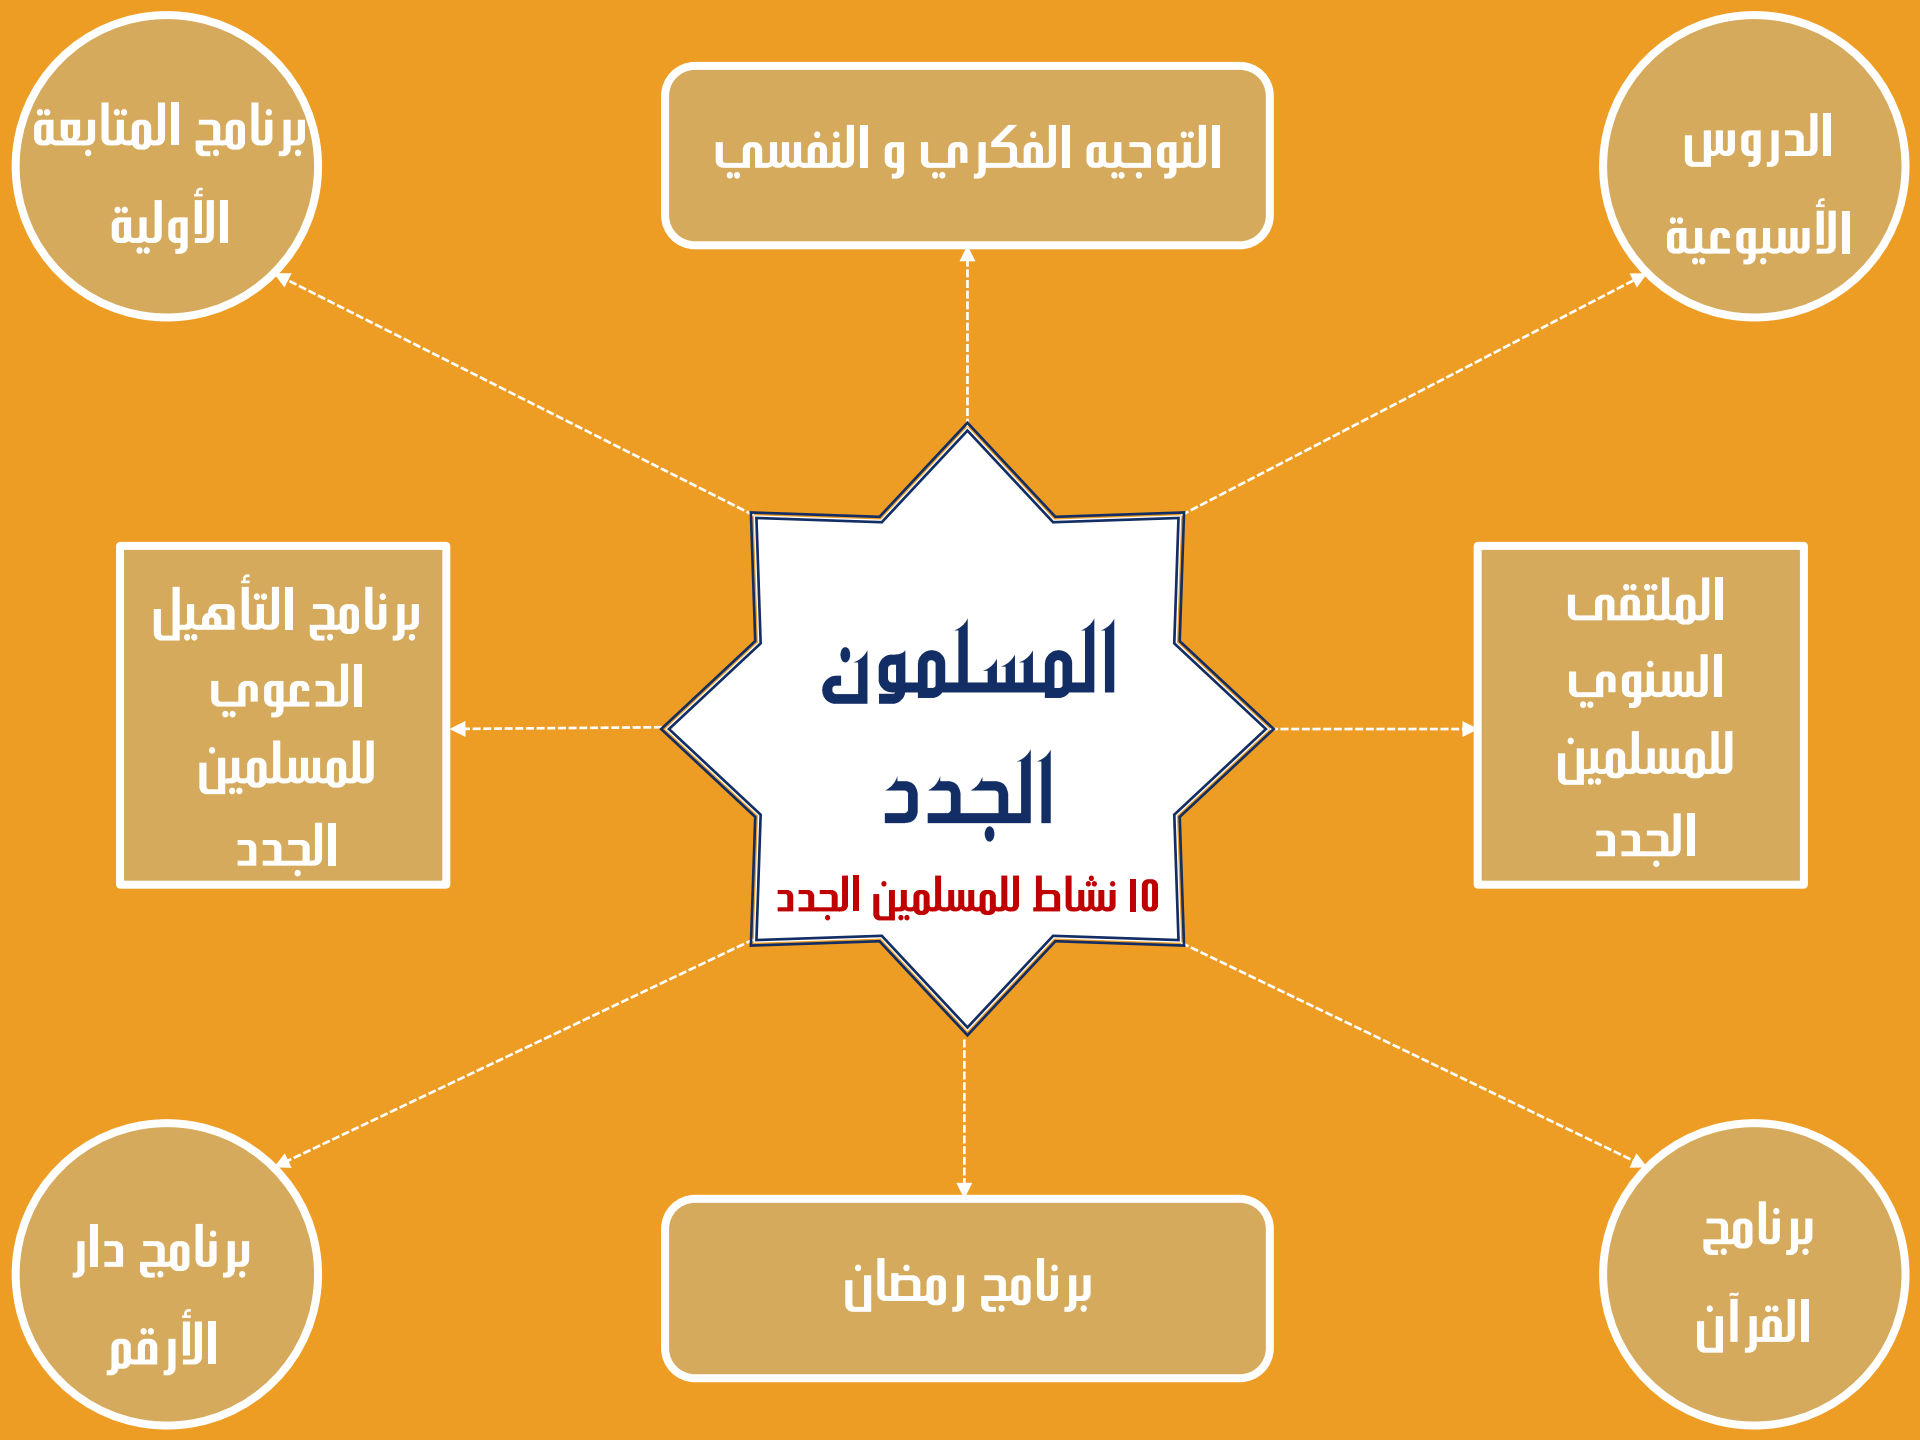 الدروس
الأسبوعية
التوجيه الفكري و النفسي
برنامج المتابعة
الأولية
الملتقى
السنوي
للمسلمين
الجدد
المسلمون
الجدد
١٥ نشاط للمسلمين الجدد
برنامج التأهيل
الدعوي
للمسلمين
الجدد
برنامج
القرآن
برنامج رمضان
برنامج دار
الأرقم